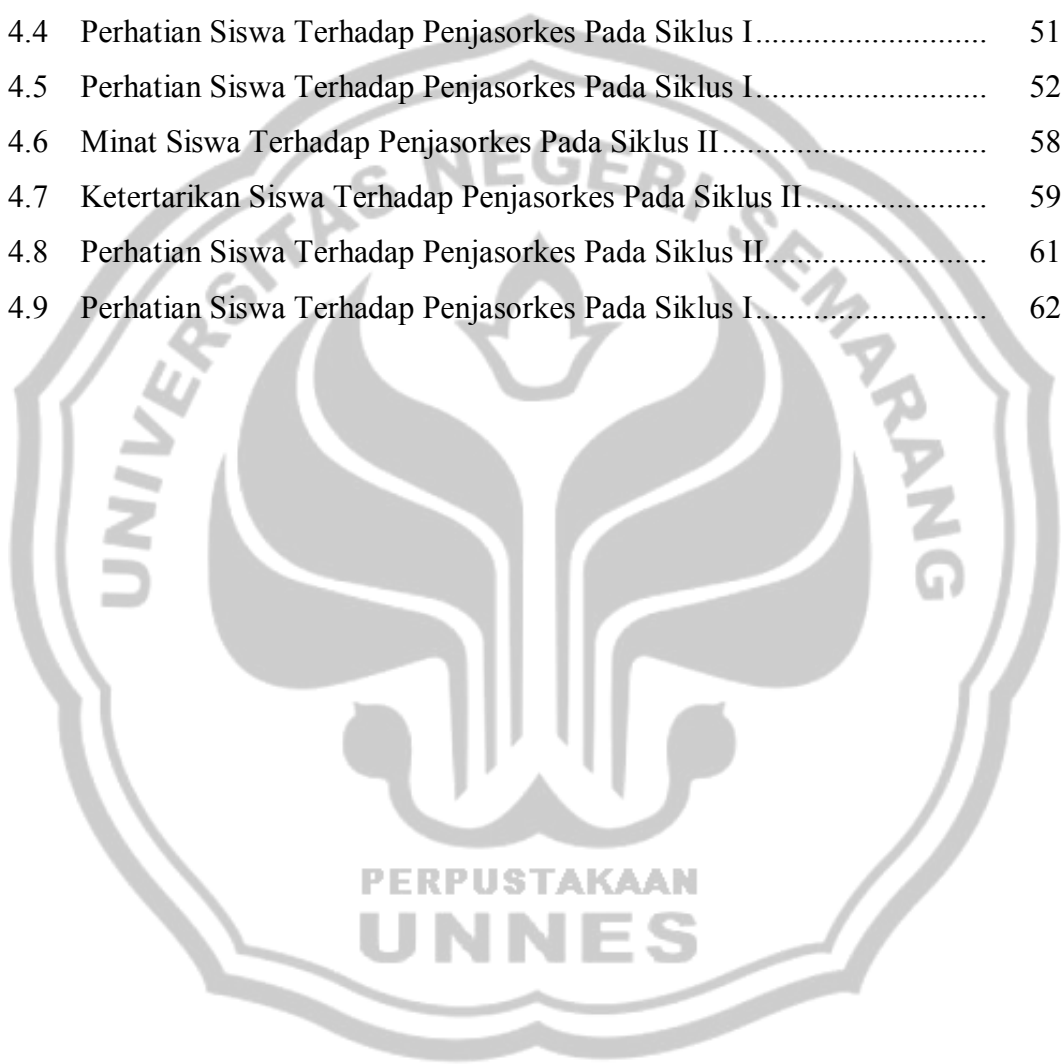 4.4 Perhatian Siswa Terhadap Penjasorkes Pada Siklus I............................ 51
4.5 Perhatian Siswa Terhadap Penjasorkes Pada Siklus I............................ 52
4.6 Minat Siswa Terhadap Penjasorkes Pada Siklus II................................ 58
4.7 Ketertarikan Siswa Terhadap Penjasorkes Pada Siklus II...................... 59
4.8 Perhatian Siswa Terhadap Penjasorkes Pada Siklus II........................... 61
4.9 Perhatian Siswa Terhadap Penjasorkes Pada Siklus I............................ 62
UNIVERSITAS NEGERI SEMARANG
PERPUSTAKAAN
UNNES